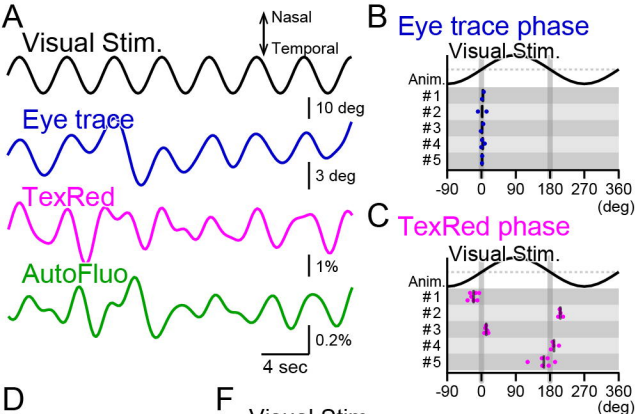 A
Nasal
Temporal
Visual Stim.
10 deg
Eye trace
3 deg
TexRed
1%
AutoFluo
0.2%
4 sec
B
Eye trace phase
Visual Stim.
Anim.
#1
#2
#3
#4
#5
-90 0 90 180 270 360
(deg)
C
TexRed phase
Visual Stim.
Anim.
#1
#2
#3
#4
#5
-90 0 90 180 270 360
(deg)
D
F
Visual Stim.